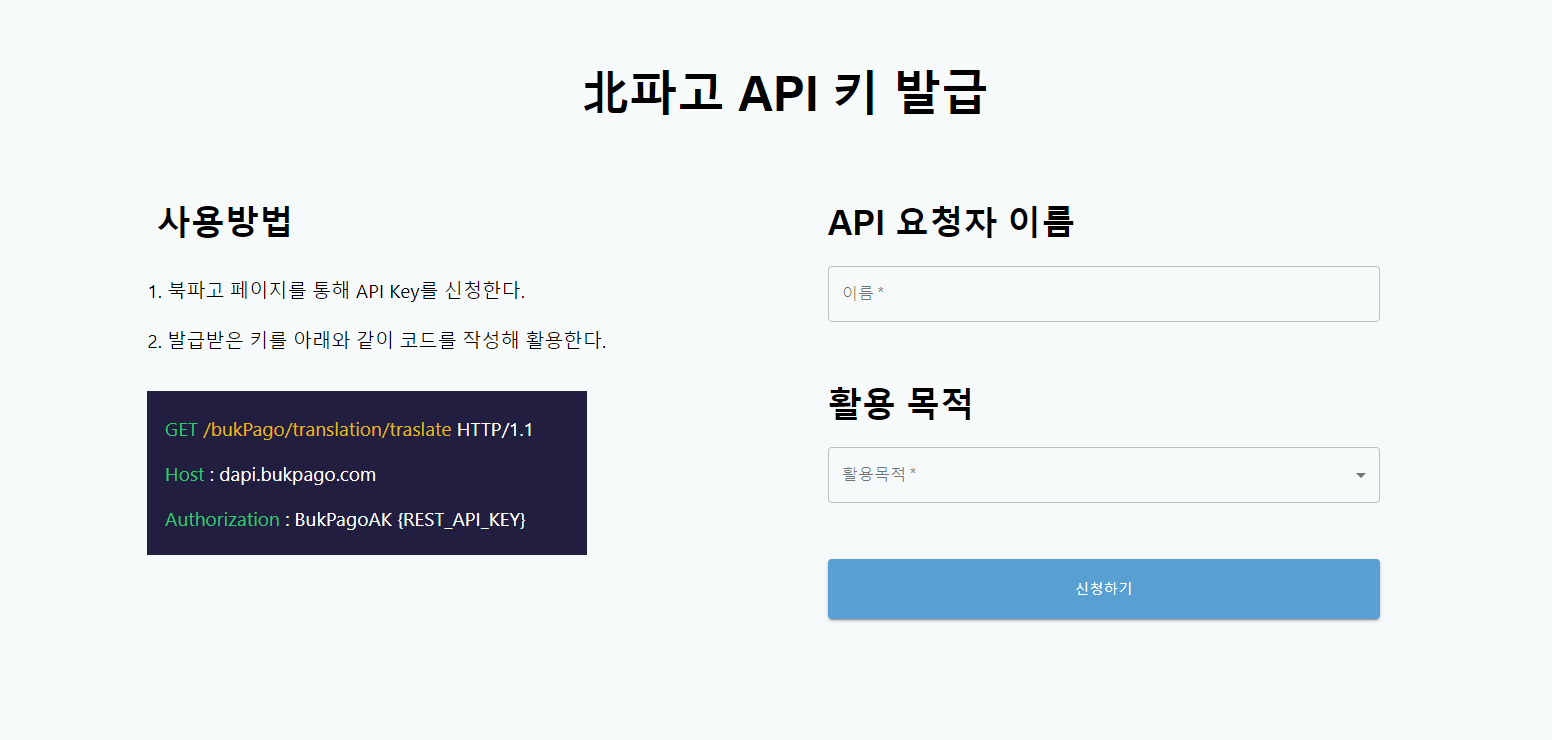 北파고 API 키 발급
사용방법
1. 북파고 페이지를 통해 API Key를 신청한다.
2. 발급받은 키를 아래와 같이 코드를 작성해 활용한다.
GET /bukPago/translation/traslate HTTP/1.1
Host : dapi.bukpago.com
Authorization : BukPagoAK {REST_API_KEY}
API 요청자 이름
이름 *
활용 목적
활용목적 *
신청하기